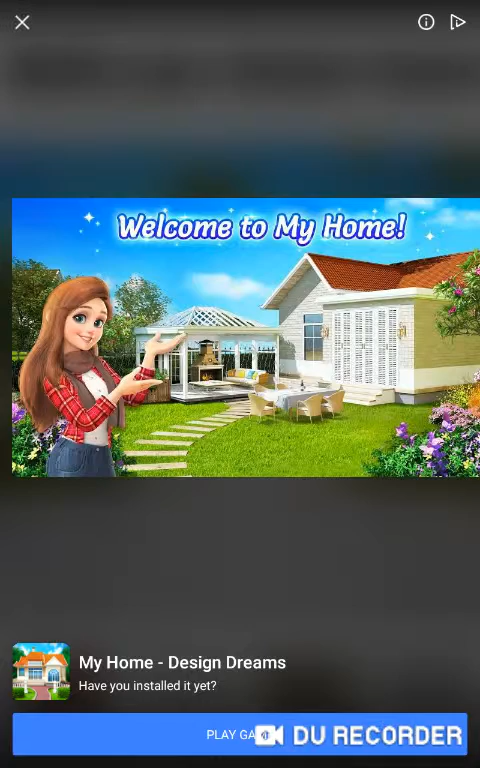 Welcome to My Home!
My Home - Design Dreams
Have you installed it yet?
PLAY GA
DU RECORDER